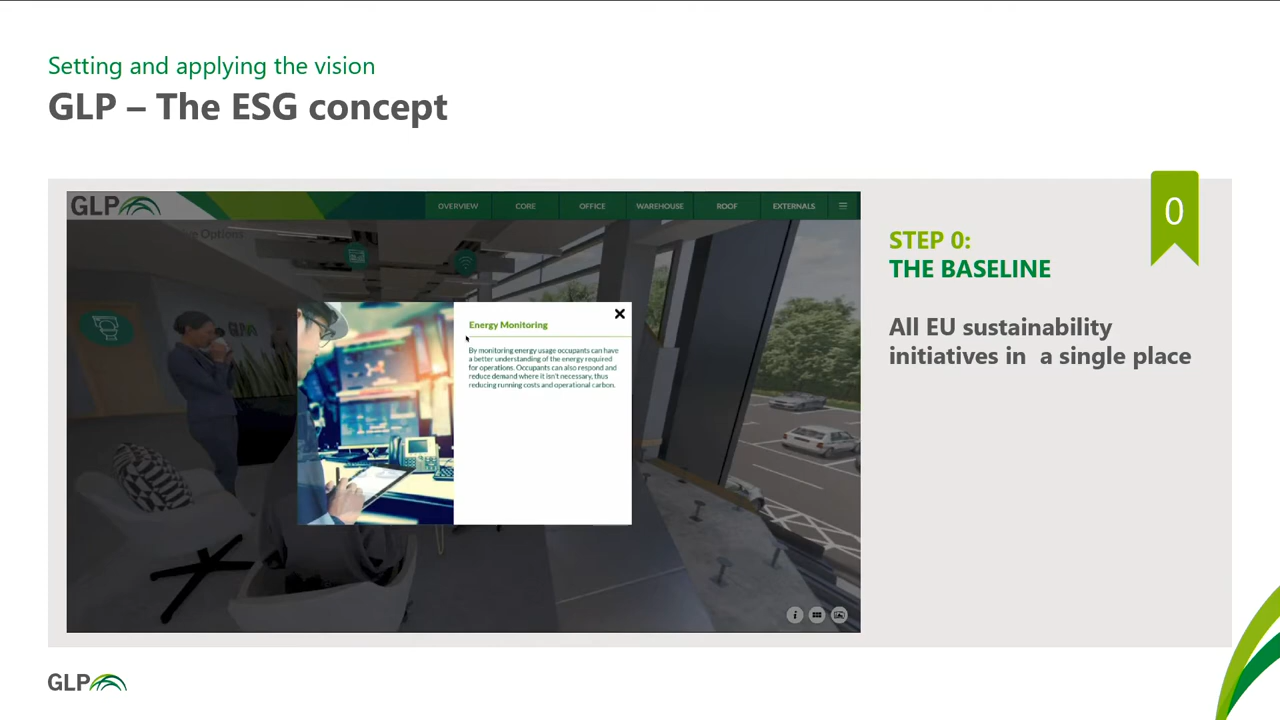 Setting and applying the vision
GLP – The ESG concept
GLP
OVERVIEW
CORE
OFFICE
WAREHOUSE
ROOF
EXTERNALS
Options
GLP
Energy Monitoring
By monitoring energy usage occupants can have
a better understanding of the energy required
for operations. Occupants can also respond and
reduce demand where it isn't necessary, thus
reducing running costs and operational carbon.
0
STEP 0:
THE BASELINE
All EU sustainability
initiatives in a single place
GLP